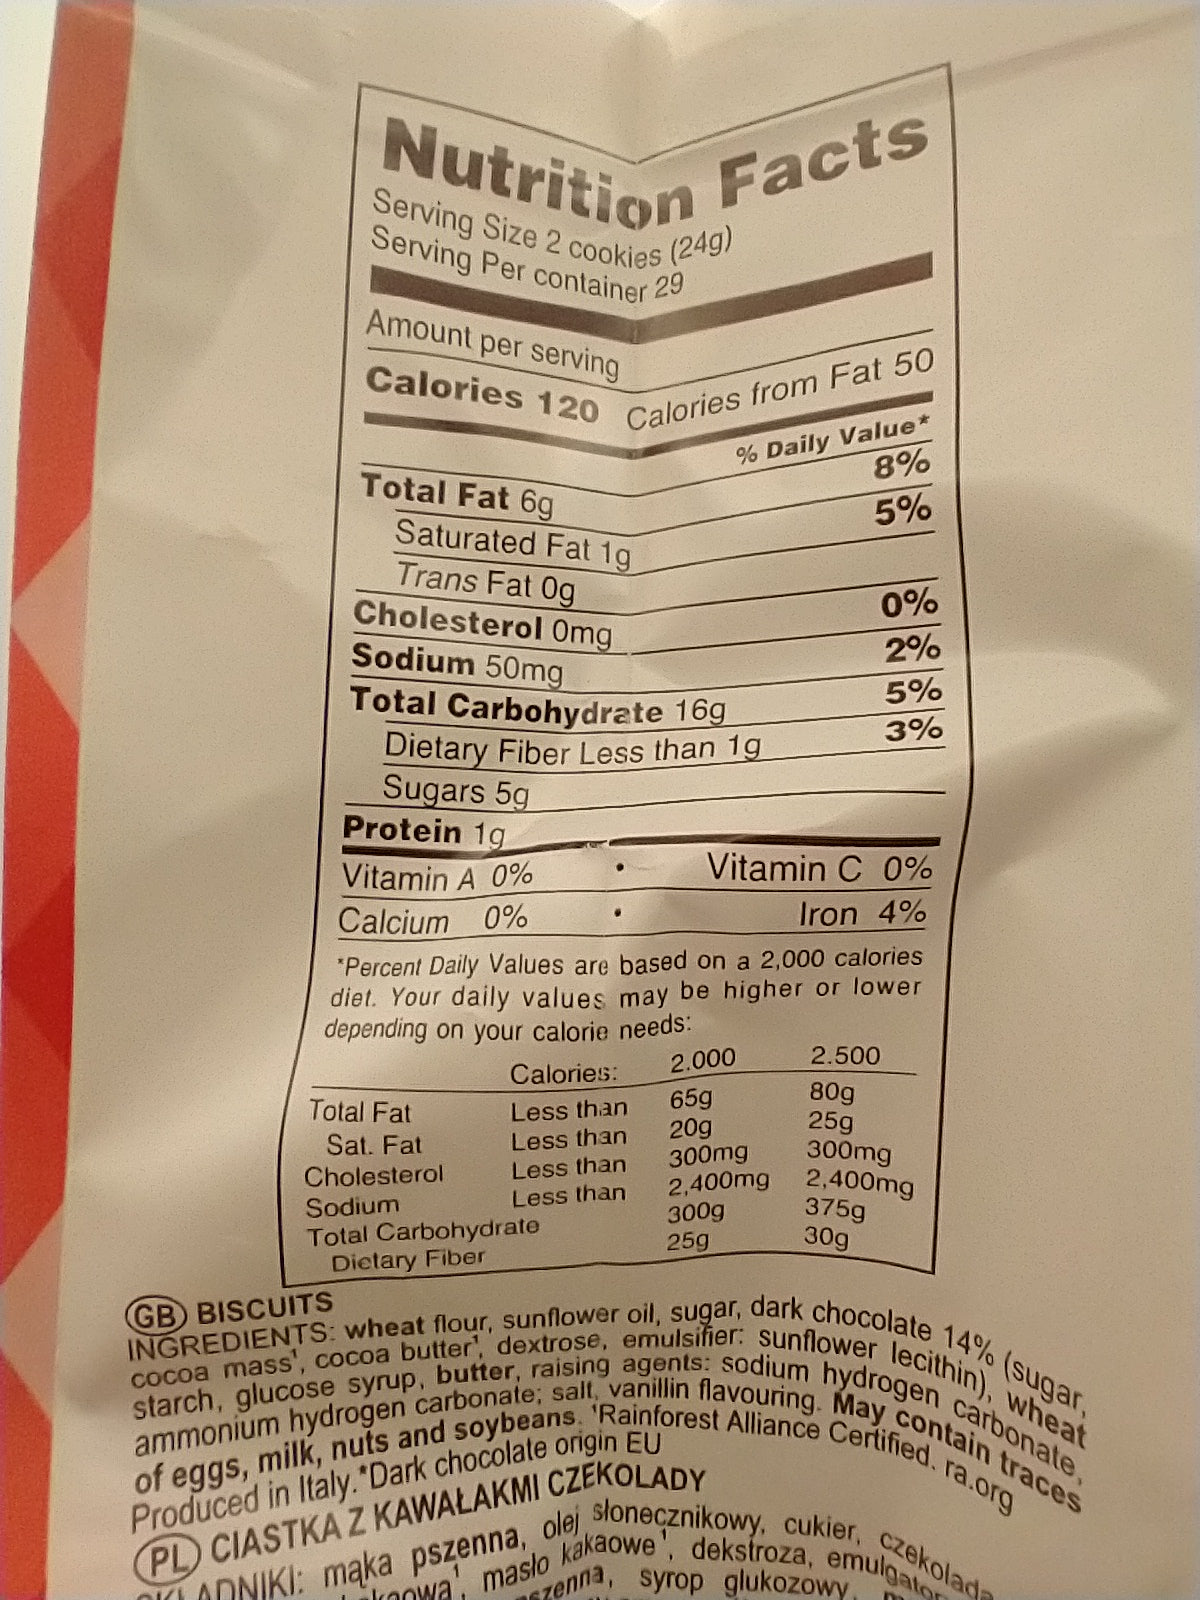 Nutrition Facts
Serving Size 2 cookies (24g)
Serving Per container 29
Amount per serving
Calories 120 Calories from Fat 50
% Daily Value*
Total Fat 6g 8%
Saturated Fat 1g 5%
Trans Fat 0g
Cholesterol 0mg 0%
Sodium 50mg 2%
Total Carbohydrate 16g 5%
Dietary Fiber Less than 1g 3%
Sugars 5g
Protein 1g
Vitamin A 0% • Vitamin C 0%
Calcium 0% • Iron 4%
*Percent Daily Values are based on a 2,000 calories
diet. Your daily values may be higher or lower
depending on your calorie needs:
Calories: 2.000 2.500
Total Fat Less than 65g 80g
Sat. Fat Less than 20g 25g
Cholesterol Less than 300mg 300mg
Sodium Less than 2,400mg 2,400mg
Total Carbohydrate 300g 375g
Dietary Fiber 25g 30g
GB BISCUITS
INGREDIENTS: wheat flour, sunflower oil, sugar, dark chocolate 14% (sugar,
cocoa mass¹, cocoa butter¹, dextrose, emulsifier: sunflower lecithin), wheat
starch, glucose syrup, butter, raising agents: sodium hydrogen carbonate,
ammonium hydrogen carbonate; salt, vanillin flavouring. May contain traces
of eggs, milk, nuts and soybeans. ¹Rainforest Alliance Certified. ra.org
Produced in Italy.*Dark chocolate origin EU
PL CIASTKA Z KAWAŁAKMI CZEKOLADY
SKŁADNIKI: mąka pszenna, olej słonecznikowy, cukier, czekolada
masło kakaowe¹, dekstroza, emulgator
syrop glukozowy,